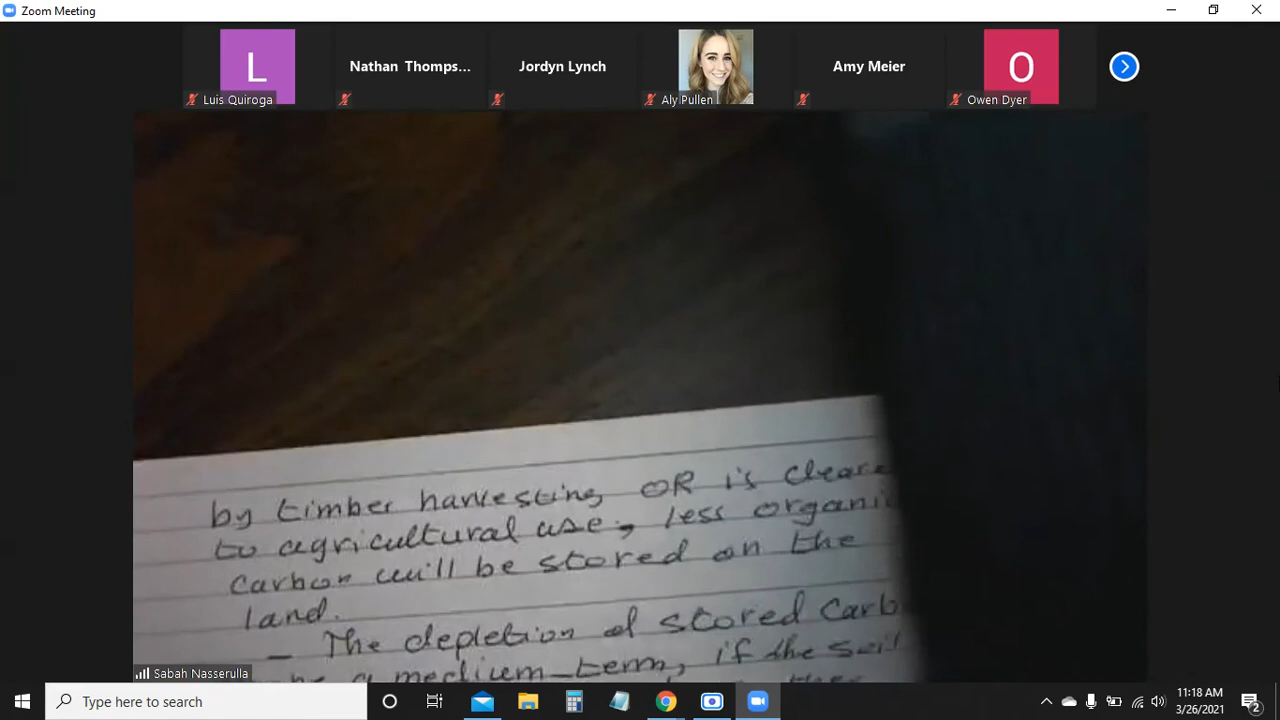 Zoom Meeting
L
Luis Quiroga
Nathan Thomps...
Jordyn Lynch
Aly Pullen
Amy Meier
O
Owen Dyer
by timber harvesting OR is cleare
to agricultural use, less organi
carbon will be stored on the
land.
- The depletion of stored Carb
a medium-term, if the soil
Sabah Nasserulla
Type here to search
11:18 AM
3/26/2021
2